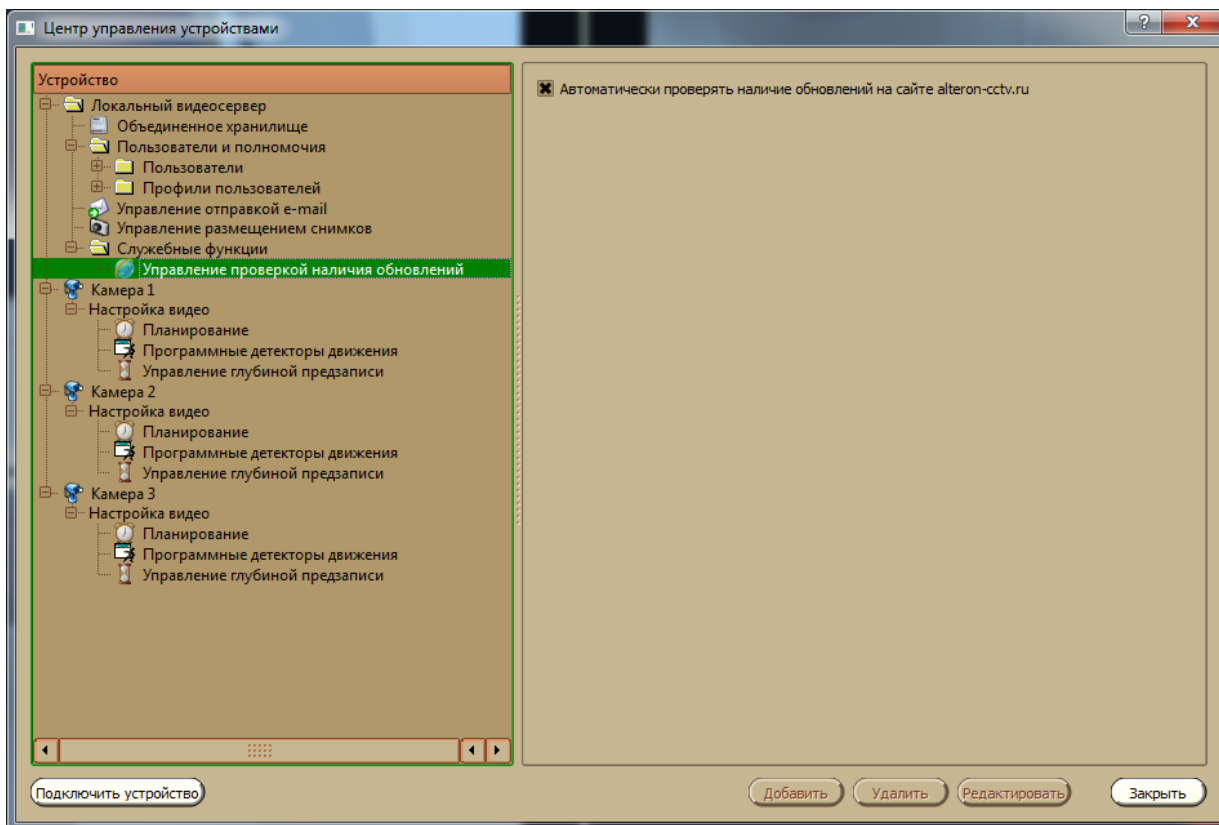 Центр управления устройствами
?
X
Устройство
Локальный видеосервер
Объединенное хранилище
Пользователи и полномочия
Пользователи
Профили пользователей
Управление отправкой e-mail
Управление размещением снимков
Служебные функции
Управление проверкой наличия обновлений
Камера 1
Настройка видео
Планирование
Программные детекторы движения
Управление глубиной предзаписи
Камера 2
Настройка видео
Планирование
Программные детекторы движения
Управление глубиной предзаписи
Камера 3
Настройка видео
Планирование
Программные детекторы движения
Управление глубиной предзаписи
Автоматически проверять наличие обновлений на сайте alteron-cctv.ru
Подключить устройство
Добавить
Удалить
Редактировать
Закрыть